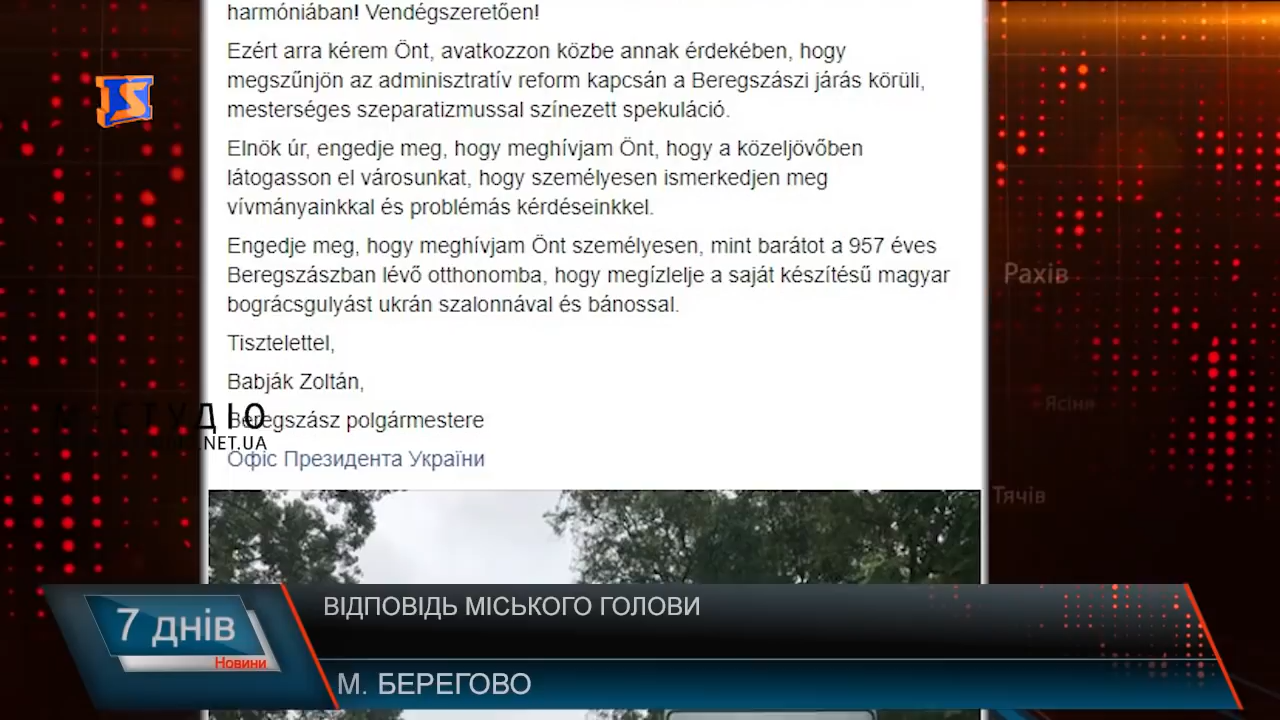 harmóniában! Vendégszeretően!
Ezért arra kérem Önt, avatkozzon közbe annak érdekében, hogy
megszűnjön az adminisztratív reform kapcsán a Beregszászi járás körüli,
mesterséges szeparatizmussal színezett spekuláció.
Elnök úr, engedje meg, hogy meghívjam Önt, hogy a közeljövőben
látogasson el városunkat, hogy személyesen ismerkedjen meg
vívmányainkkal és problémás kérdéseinkkel.
Engedje meg, hogy meghívjam Önt személyesen, mint barátot a 957 éves
Beregszászban lévő otthonomba, hogy megízlelje a saját készítésű magyar
bográcsgulyást ukrán szalonnával és bánossal.
Tisztelettel,
Babják Zoltán,
Beregszász polgármestere
Офіс Президента України
СТУДІО
.NET.UA
Рахів
Ясіня
Тячів
7 днів
Новини
ВІДПОВІДЬ МІСЬКОГО ГОЛОВИ
М. БЕРЕГОВО